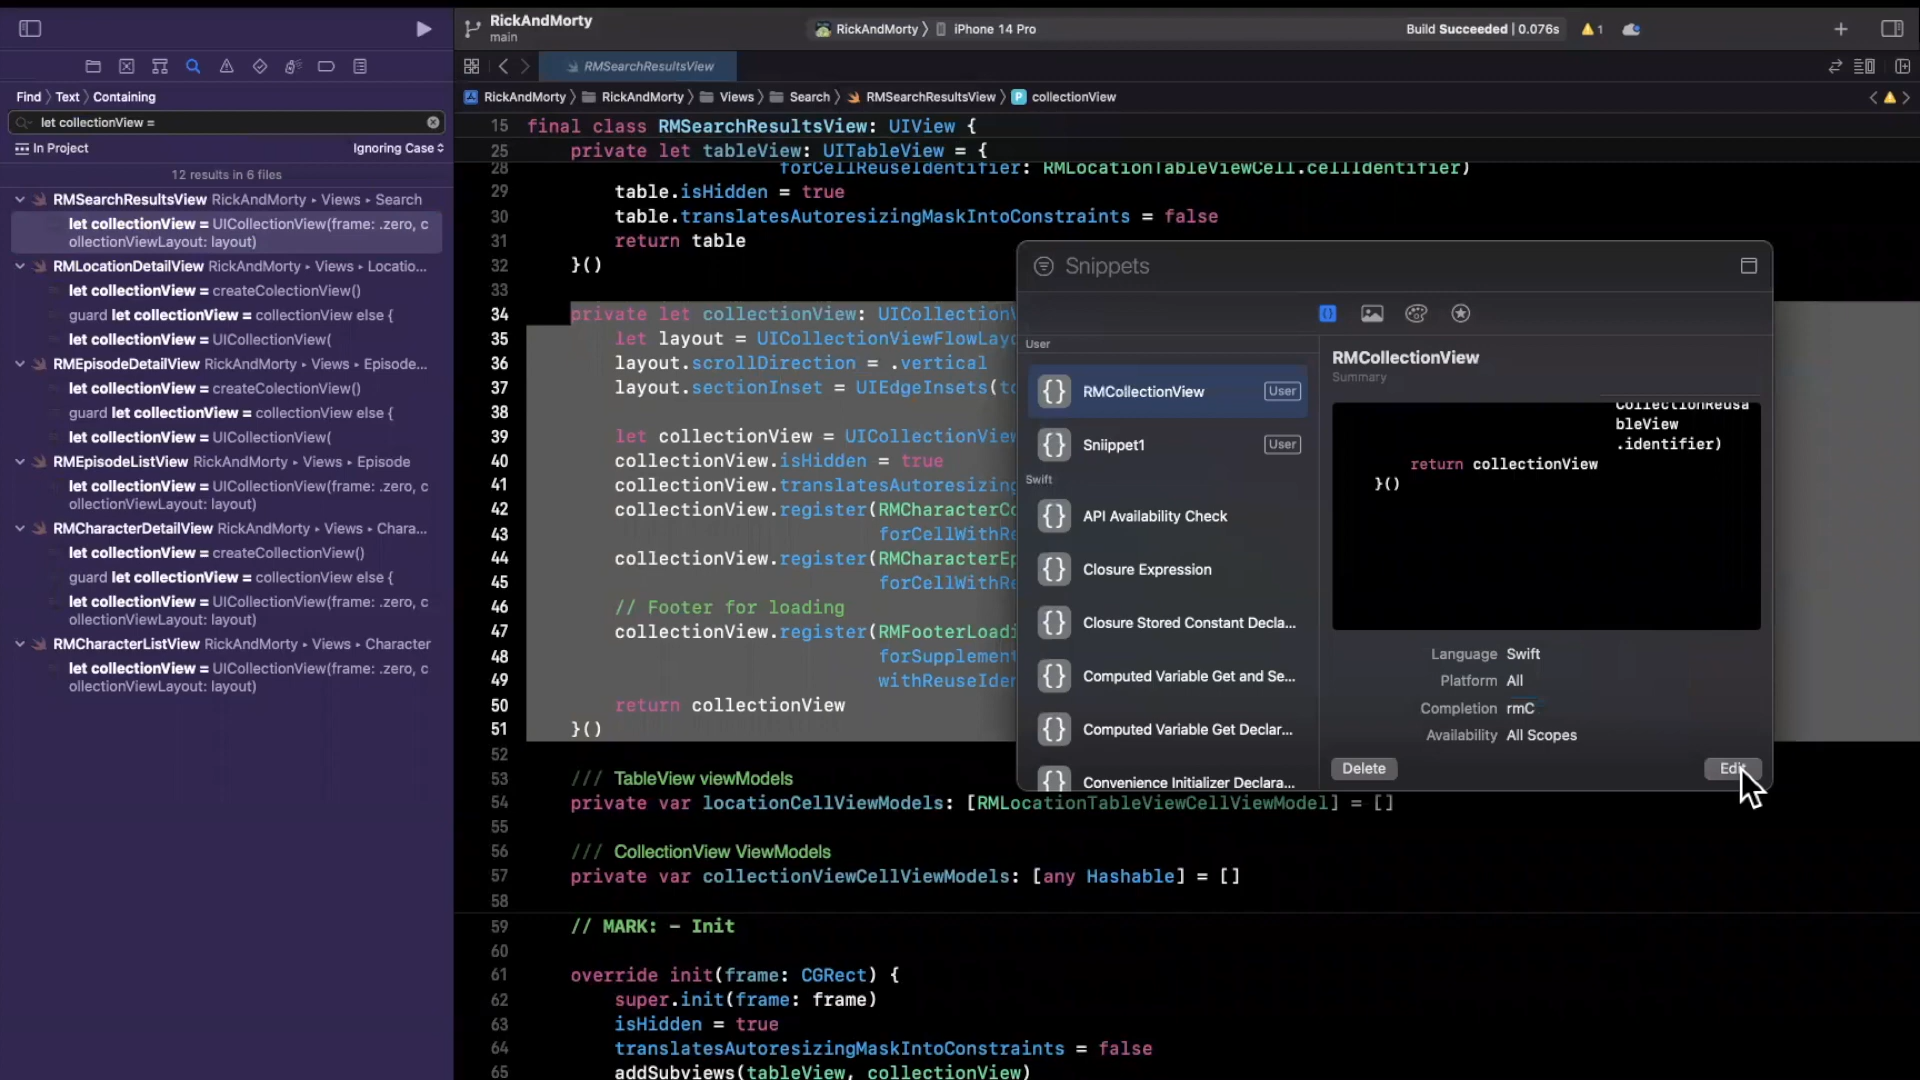 RickAndMorty
main
RickAndMorty
iPhone 14 Pro
Build Succeeded | 0.076s
1
RMSearchResultsView
Find
Text
Containing
RickAndMorty
RickAndMorty
Views
Search
RMSearchResultsView
collectionView
let collectionView =
In Project
Ignoring Case
12 results in 6 files
RMSearchResultsView RickAndMorty ▸ Views ▸ Search
let collectionView = UICollectionView(frame: .zero, c
ollectionViewLayout: layout)
RMLocationDetailView RickAndMorty ▸ Views ▸ Locatio...
let collectionView = createColectionView()
guard let collectionView = collectionView else {
let collectionView = UICollectionView(
RMEpisodeDetailView RickAndMorty ▸ Views ▸ Episode...
let collectionView = createColectionView()
guard let collectionView = collectionView else {
let collectionView = UICollectionView(
RMEpisodeListView RickAndMorty ▸ Views ▸ Episode
let collectionView = UICollectionView(frame: .zero, c
ollectionViewLayout: layout)
RMCharacterDetailView RickAndMorty ▸ Views ▸ Chara...
let collectionView = createCollectionView()
guard let collectionView = collectionView else {
let collectionView = UICollectionView(frame: .zero, c
ollectionViewLayout: layout)
RMCharacterListView RickAndMorty ▸ Views ▸ Character
let collectionView = UICollectionView(frame: .zero, c
ollectionViewLayout: layout)
15 final class RMSearchResultsView: UIView {
25 private let tableView: UITableView = {
28 forCellReuseIdentifier: RMLocationTableViewCell.cellIdentifier)
29 table.isHidden = true
30 table.translatesAutoresizingMaskIntoConstraints = false
31 return table
32 }()
33
34 private let collectionView: UICollectionV
35 let layout = UICollectionViewFlowLayo
36 layout.scrollDirection = .vertical
37 layout.sectionInset = UIEdgeInsets(to
38
39 let collectionView = UICollectionView
40 collectionView.isHidden = true
41 collectionView.translatesAutoresizing
42 collectionView.register(RMCharacterCo
43 forCellWithRe
44 collectionView.register(RMCharacterEp
45 forCellWithRe
46 // Footer for loading
47 collectionView.register(RMFooterLoadi
48 forSupplement
49 withReuseIden
50 return collectionView
51 }()
52
53 /// TableView viewModels
54 private var locationCellViewModels: [RMLocationTableViewCellViewModel] = []
55
56 /// CollectionView ViewModels
57 private var collectionViewCellViewModels: [any Hashable] = []
58
59 // MARK: - Init
60
61 override init(frame: CGRect) {
62 super.init(frame: frame)
63 isHidden = true
64 translatesAutoresizingMaskIntoConstraints = false
65 addSubviews(tableView, collectionView)
Snippets
User
{} RMCollectionView User
{} Sniippet1 User
Swift
{} API Availability Check
{} Closure Expression
{} Closure Stored Constant Decla...
{} Computed Variable Get and Se...
{} Computed Variable Get Declar...
{} Convenience Initializer Declara...
RMCollectionView
Summary
CollectionReusa
bleView
.identifier)
return collectionView
}()
Language Swift
Platform All
Completion rmC
Availability All Scopes
Delete
Edit